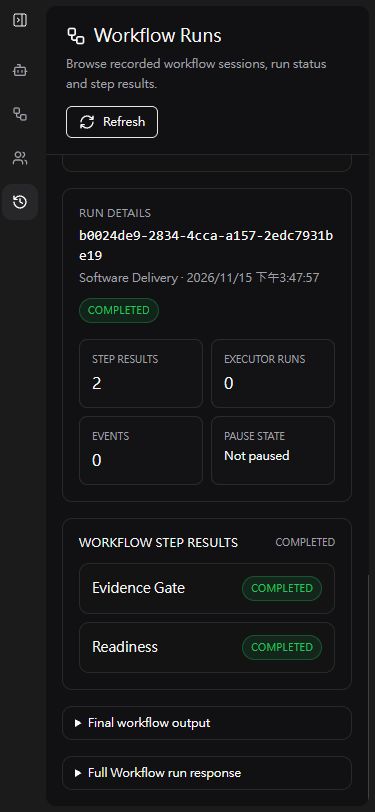 Workflow Runs
Browse recorded workflow sessions, run status
and step results.
Refresh
RUN DETAILS
b0024de9-2834-4cca-a157-2edc7931b
e19
Software Delivery · 2026/11/15 下午3:47:57
COMPLETED
STEP RESULTS
2
EXECUTOR RUNS
0
EVENTS
0
PAUSE STATE
Not paused
WORKFLOW STEP RESULTS
COMPLETED
Evidence Gate
COMPLETED
Readiness
COMPLETED
Final workflow output
Full Workflow run response